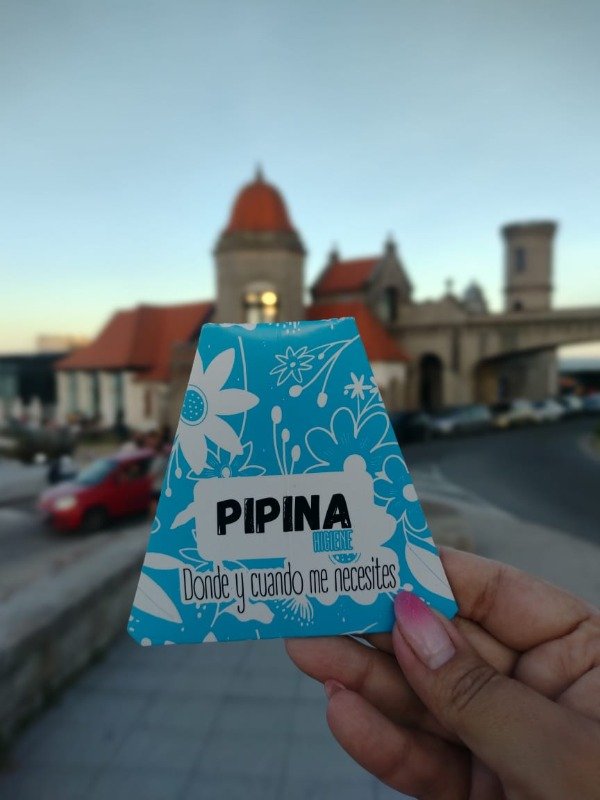 PIPINA
HIGIENE
Donde y cuando me necesites